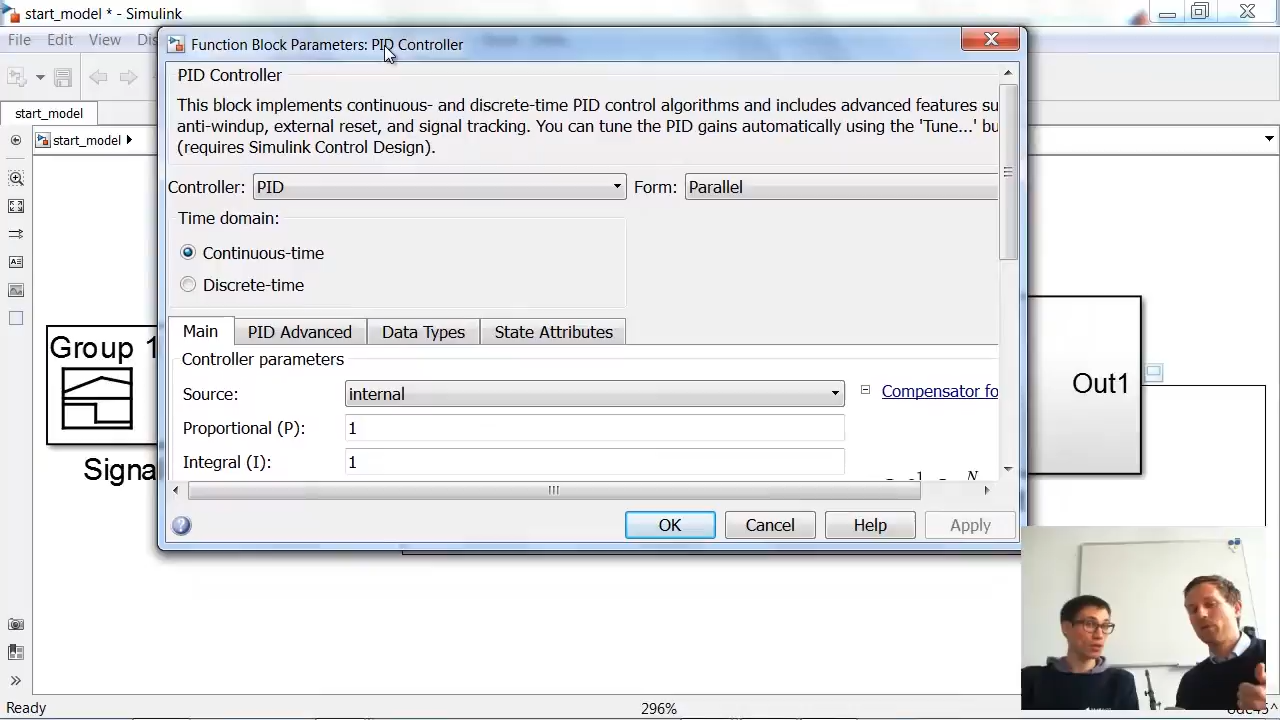 start_model * - Simulink
File Edit View
Function Block Parameters: PID Controller
start_model
start_model
PID Controller
This block implements continuous- and discrete-time PID control algorithms and includes advanced features su
anti-windup, external reset, and signal tracking. You can tune the PID gains automatically using the 'Tune...' bu
(requires Simulink Control Design).
Controller: PID Form: Parallel
Time domain:
Continuous-time
Discrete-time
Main PID Advanced Data Types State Attributes
Controller parameters
Source: internal
Compensator fo
Proportional (P): 1
Integral (I): 1
N
OK Cancel Help Apply
Group 1
Signa
Out1
Ready 296%